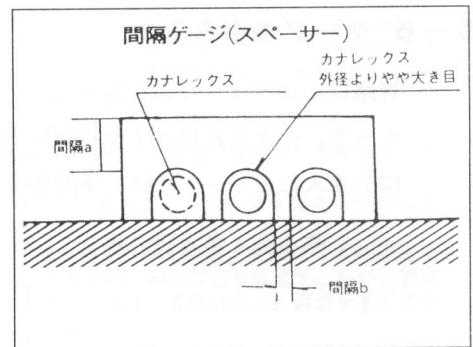 間隔ゲージ(スペーサー)
カナレックス
カナレックス
外径よりやや大き目
間隔a
間隔b